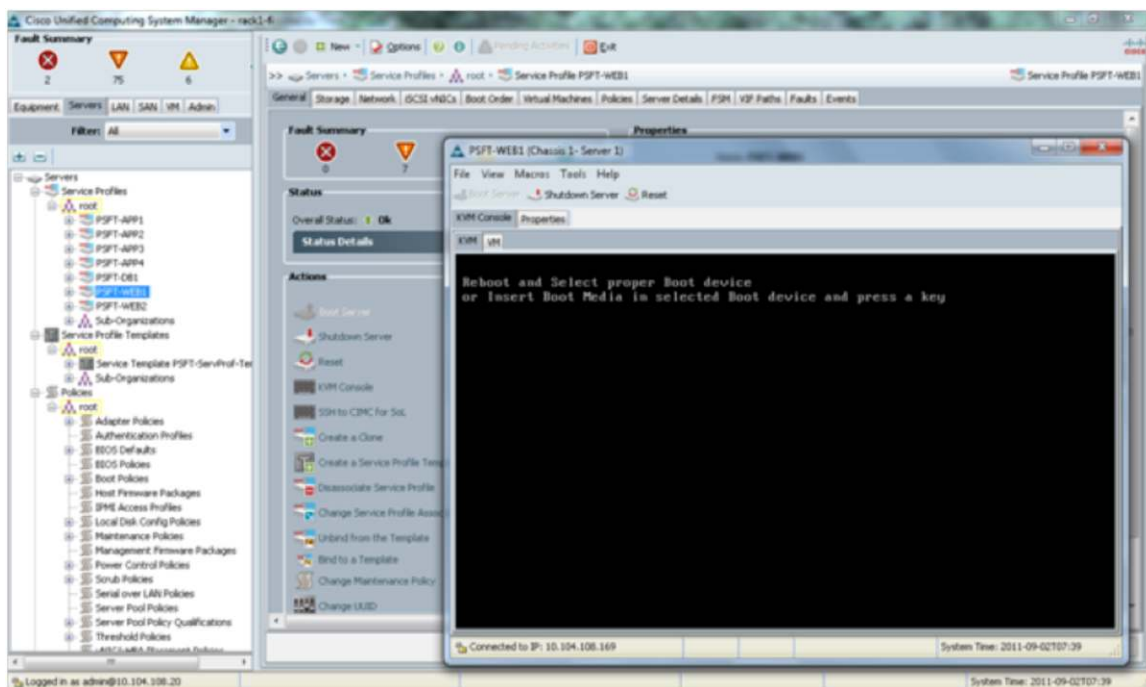 Cisco Unified Computing System Manager - rack1-fi
Fault Summary
2 75 6
Equipment Servers LAN SAN VM Admin
Filter: All
Servers
Service Profiles
root
PSFT-APP1
PSFT-APP2
PSFT-APP3
PSFT-APP4
PSFT-DB1
PSFT-WEB1
PSFT-WEB2
Sub-Organizations
Service Profile Templates
root
Service Template PSFT-ServProf-Te
Sub-Organizations
Policies
root
Adapter Policies
Authentication Profiles
BIOS Defaults
BIOS Policies
Boot Policies
Host Firmware Packages
IPMI Access Profiles
Local Disk Config Policies
Maintenance Policies
Management Firmware Packages
Power Control Policies
Scrub Policies
Serial over LAN Policies
Server Pool Policies
Server Pool Policy Qualifications
Threshold Policies
New Options Pending Activities Exit
>> Servers Service Profiles root Service Profile PSFT-WEB1 Service Profile PSFT-WEB1
General Storage Network iSCSI vNICs Boot Order Virtual Machines Policies Server Details FSM VIF Paths Faults Events
Fault Summary
0 7
Properties
Status
Overall Status: Ok
Status Details
Actions
Boot Server
Shutdown Server
Reset
KVM Console
SSH to CIMC for SoL
Create a Clone
Create a Service Profile Temp
Disassociate Service Profile
Change Service Profile Assoc
Unbind from the Template
Bind to a Template
Change Maintenance Policy
Change UUID
PSFT-WEB1 (Chassis 1- Server 1)
File View Macros Tools Help
Boot Server Shutdown Server Reset
KVM Console Properties
KVM VM
Reboot and Select proper Boot device
or Insert Boot Media in selected Boot device and press a key
Connected to IP: 10.104.108.169 System Time: 2011-09-02T07:39
Logged in as admin@10.104.108.20 System Time: 2011-09-02T07:39